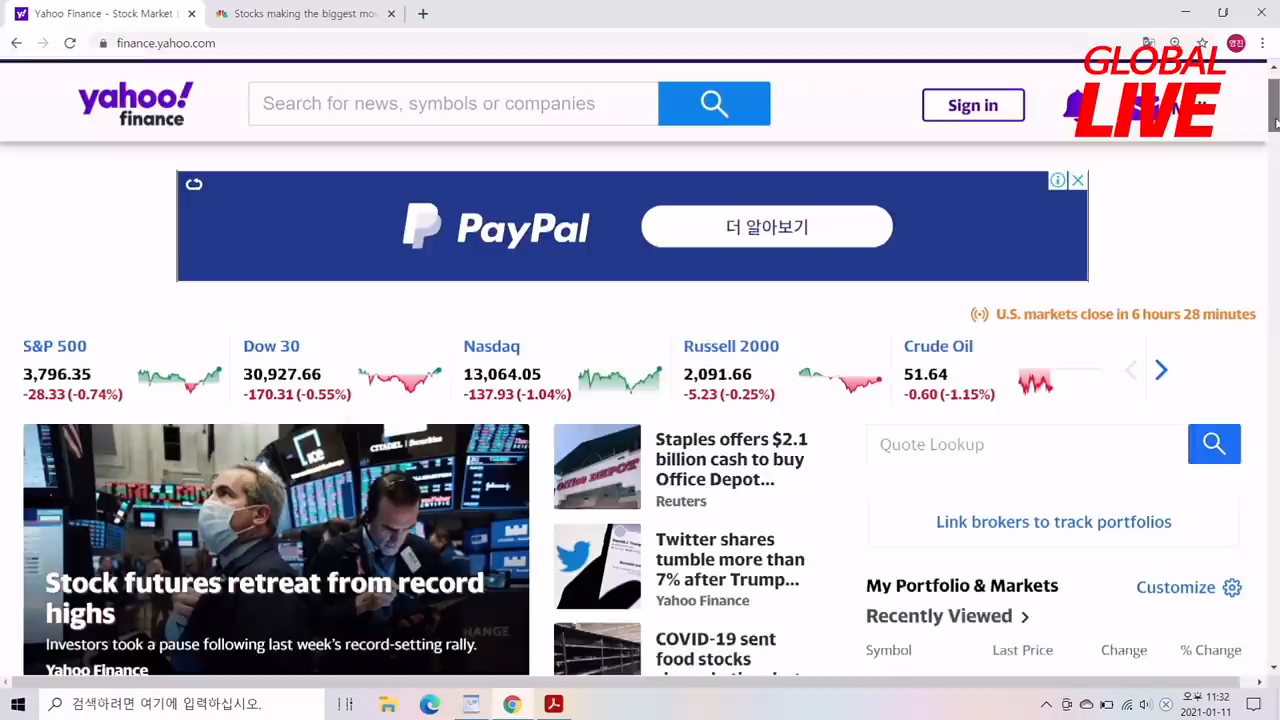 Yahoo Finance - Stock Market
Stocks making the biggest mov
finance.yahoo.com
영진
GLOBAL
LIVE
yahoo!
finance
Search for news, symbols or companies
Sign in
PayPal
더 알아보기
U.S. markets close in 6 hours 28 minutes
S&P 500
3,796.35
-28.33 (-0.74%)
Dow 30
30,927.66
-170.31 (-0.55%)
Nasdaq
13,064.05
-137.93 (-1.04%)
Russell 2000
2,091.66
-5.23 (-0.25%)
Crude Oil
51.64
-0.60 (-1.15%)
CITADEL | Securities
Stock futures retreat from record
highs
Investors took a pause following last week's record-setting rally.
Yahoo Finance
Office DEPOT
Staples offers $2.1
billion cash to buy
Office Depot...
Reuters
Twitter shares
tumble more than
7% after Trump...
Yahoo Finance
COVID-19 sent
food stocks
Quote Lookup
Link brokers to track portfolios
My Portfolio & Markets
Customize
Recently Viewed
Symbol Last Price Change % Change
검색하려면 여기에 입력하십시오.
오후 11:32
2021-01-11